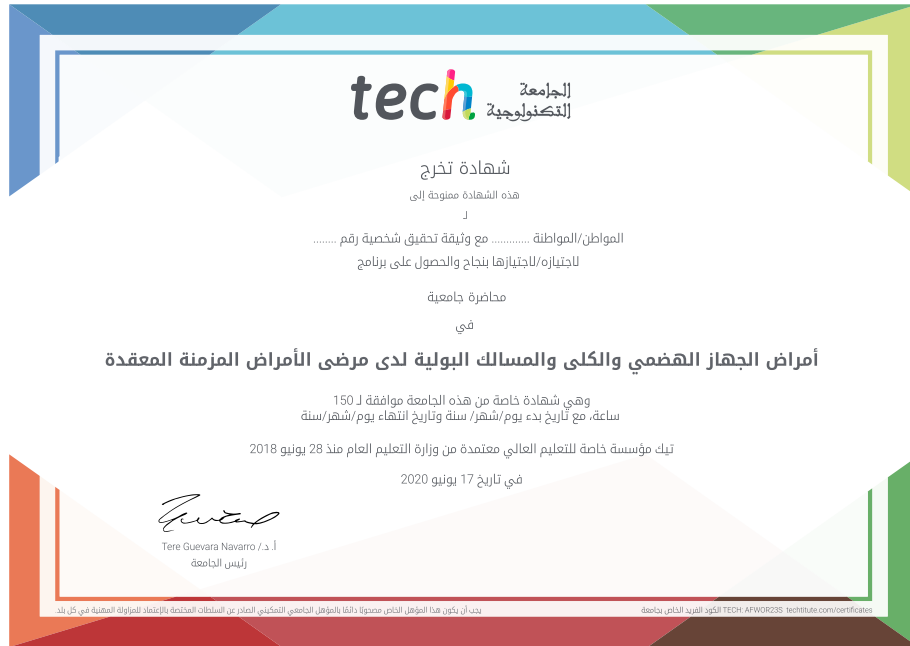 tech الجامعة
التكنولوجية
شهادة تخرج
هذه الشهادة ممنوحة إلى
لـ
المواطن/المواطنة ............. مع وثيقة تحقيق شخصية رقم ........
لاجتيازه/لاجتيازها بنجاح والحصول على برنامج
محاضرة جامعية
في
أمراض الجهاز الهضمي والكلى والمسالك البولية لدى مرضى الأمراض المزمنة المعقدة
وهي شهادة خاصة من هذه الجامعة موافقة لـ 150
ساعة، مع تاريخ بدء يوم/شهر/ سنة وتاريخ انتهاء يوم/شهر/سنة
تيك مؤسسة خاصة للتعليم العالي معتمدة من وزارة التعليم العام منذ 28 يونيو 2018
في تاريخ 17 يونيو 2020
أ. د./ Tere Guevara Navarro
رئيس الجامعة
يجب أن يكون هذا المؤهل الخاص مصحوبًا دائمًا بالمؤهل الجامعي التمكيني الصادر عن السلطات المختصة بالإعتماد للمزاولة المهنية في كل بلد.
الكود الفريد الخاص بجامعة TECH: AFWOR23S techtitute.com/certificates